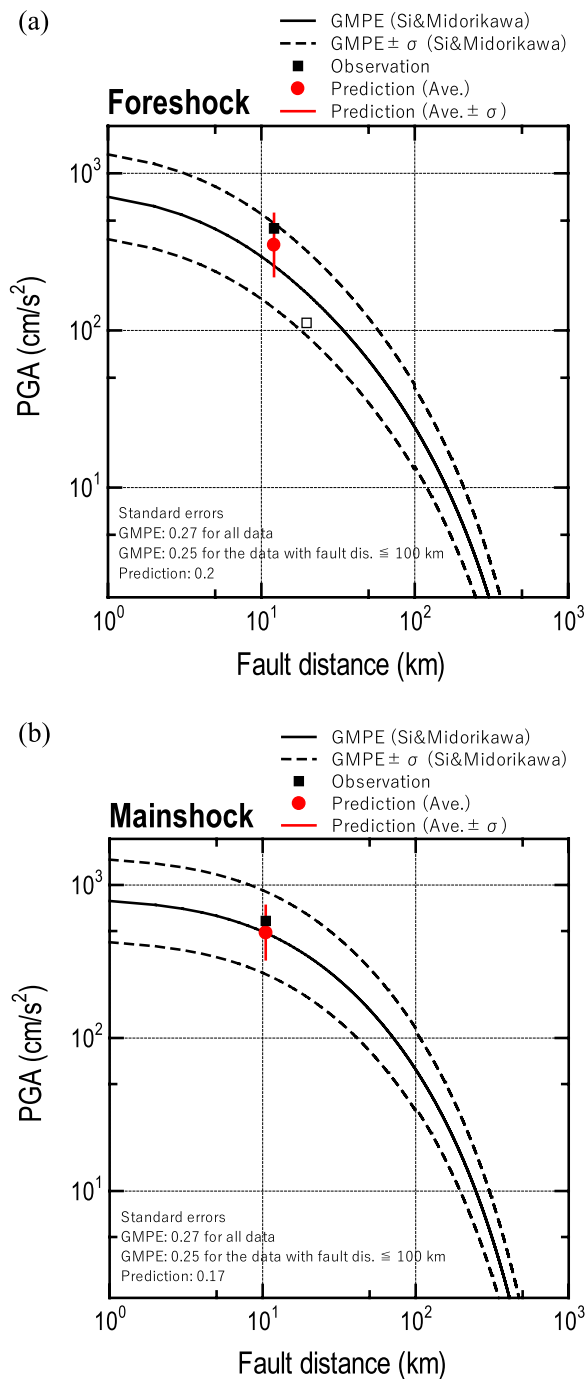 (a)
GMPE (Si&Midorikawa)
GMPE± σ (Si&Midorikawa)
Observation
Prediction (Ave.)
Prediction (Ave.± σ)
Foreshock
10³
10²
10¹
PGA (cm/s²)
Standard errors
GMPE: 0.27 for all data
GMPE: 0.25 for the data with fault dis. ≦ 100 km
Prediction: 0.2
10⁰ 10¹ 10² 10³
Fault distance (km)
(b)
GMPE (Si&Midorikawa)
GMPE± σ (Si&Midorikawa)
Observation
Prediction (Ave.)
Prediction (Ave.± σ)
Mainshock
10³
10²
10¹
PGA (cm/s²)
Standard errors
GMPE: 0.27 for all data
GMPE: 0.25 for the data with fault dis. ≦ 100 km
Prediction: 0.17
10⁰ 10¹ 10² 10³
Fault distance (km)